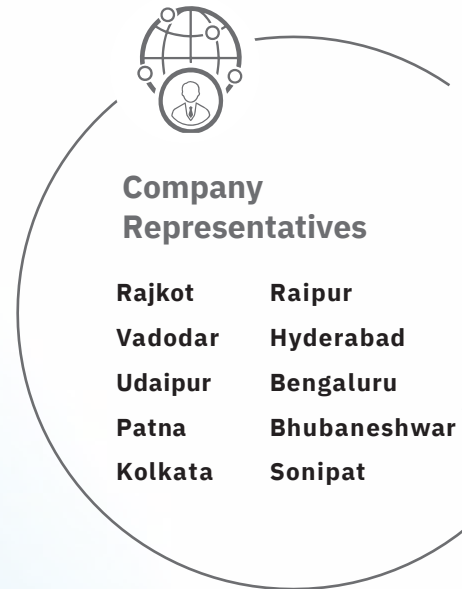 Company
Representatives
Rajkot
Vadodar
Udaipur
Patna
Kolkata
Raipur
Hyderabad
Bengaluru
Bhubaneshwar
Sonipat